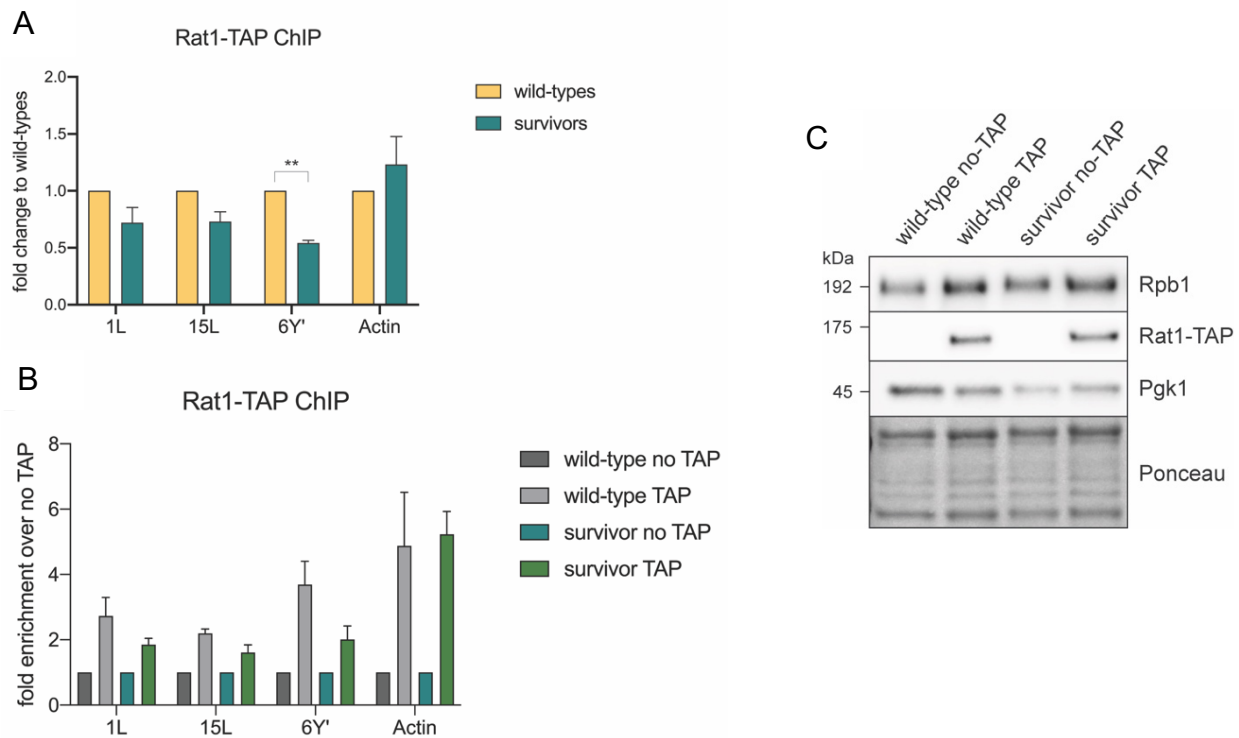 A
Rat1-TAP ChIP
fold change to wild-types
2.0
1.5
1.0
0.5
0.0
**
1L 15L 6Y' Actin
wild-types
survivors
B
Rat1-TAP ChIP
fold enrichment over no TAP
8
6
4
2
0
1L 15L 6Y' Actin
wild-type no TAP
wild-type TAP
survivor no TAP
survivor TAP
C
wild-type no-TAP
wild-type TAP
survivor no-TAP
survivor TAP
kDa
192 Rpb1
175
Rat1-TAP
45 Pgk1
Ponceau